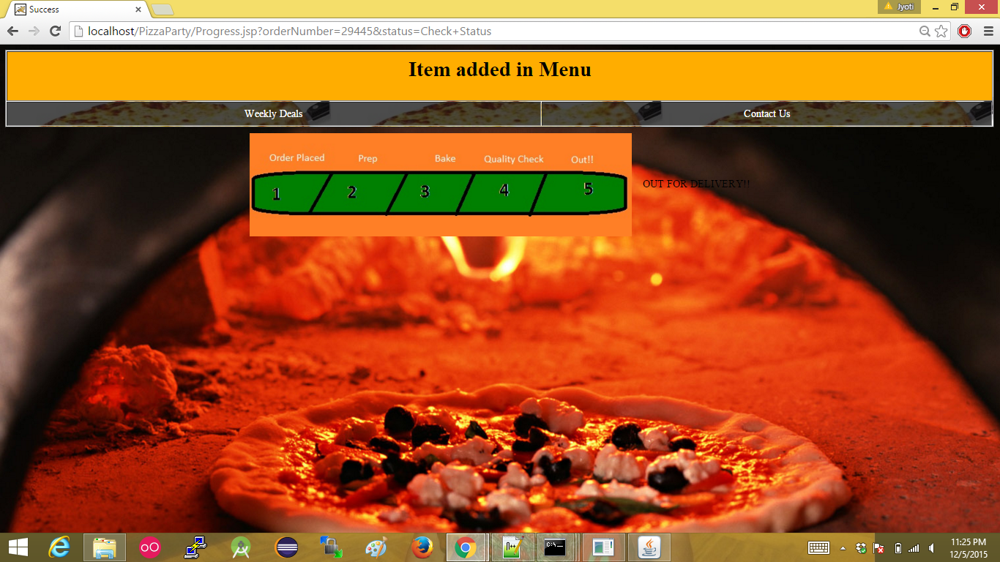 Success
Jyoti
localhost/PizzaParty/Progress.jsp?orderNumber=29445&status=Check+Status
Item added in Menu
Weekly Deals
Contact Us
Order Placed Prep Bake Quality Check Out!!
1 2 3 4 5
OUT FOR DELIVERY!!
11:25 PM
12/5/2015